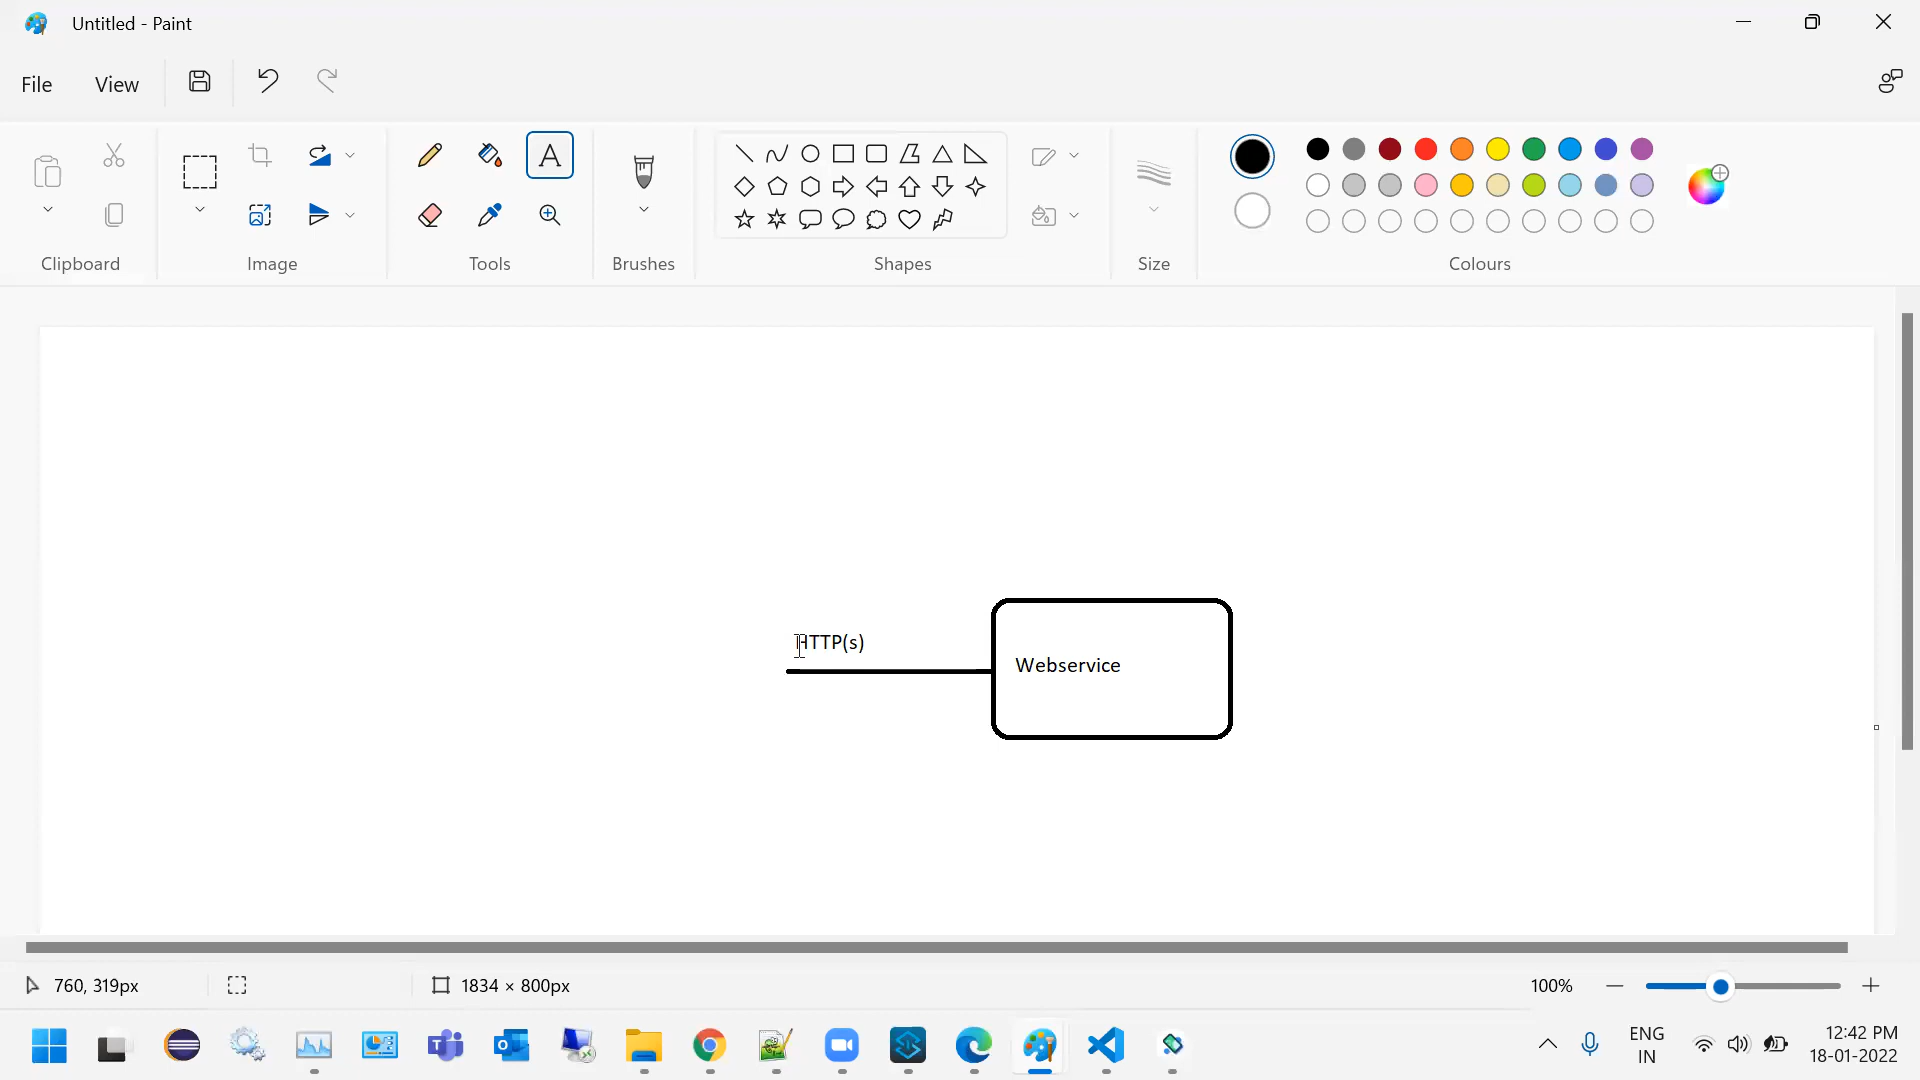 Untitled - Paint
File
View
Clipboard
Image
Tools
Brushes
Shapes
Size
Colours
HTTP(s)
Webservice
760, 319px
1834 × 800px
100%
ENG
IN
12:42 PM
18-01-2022